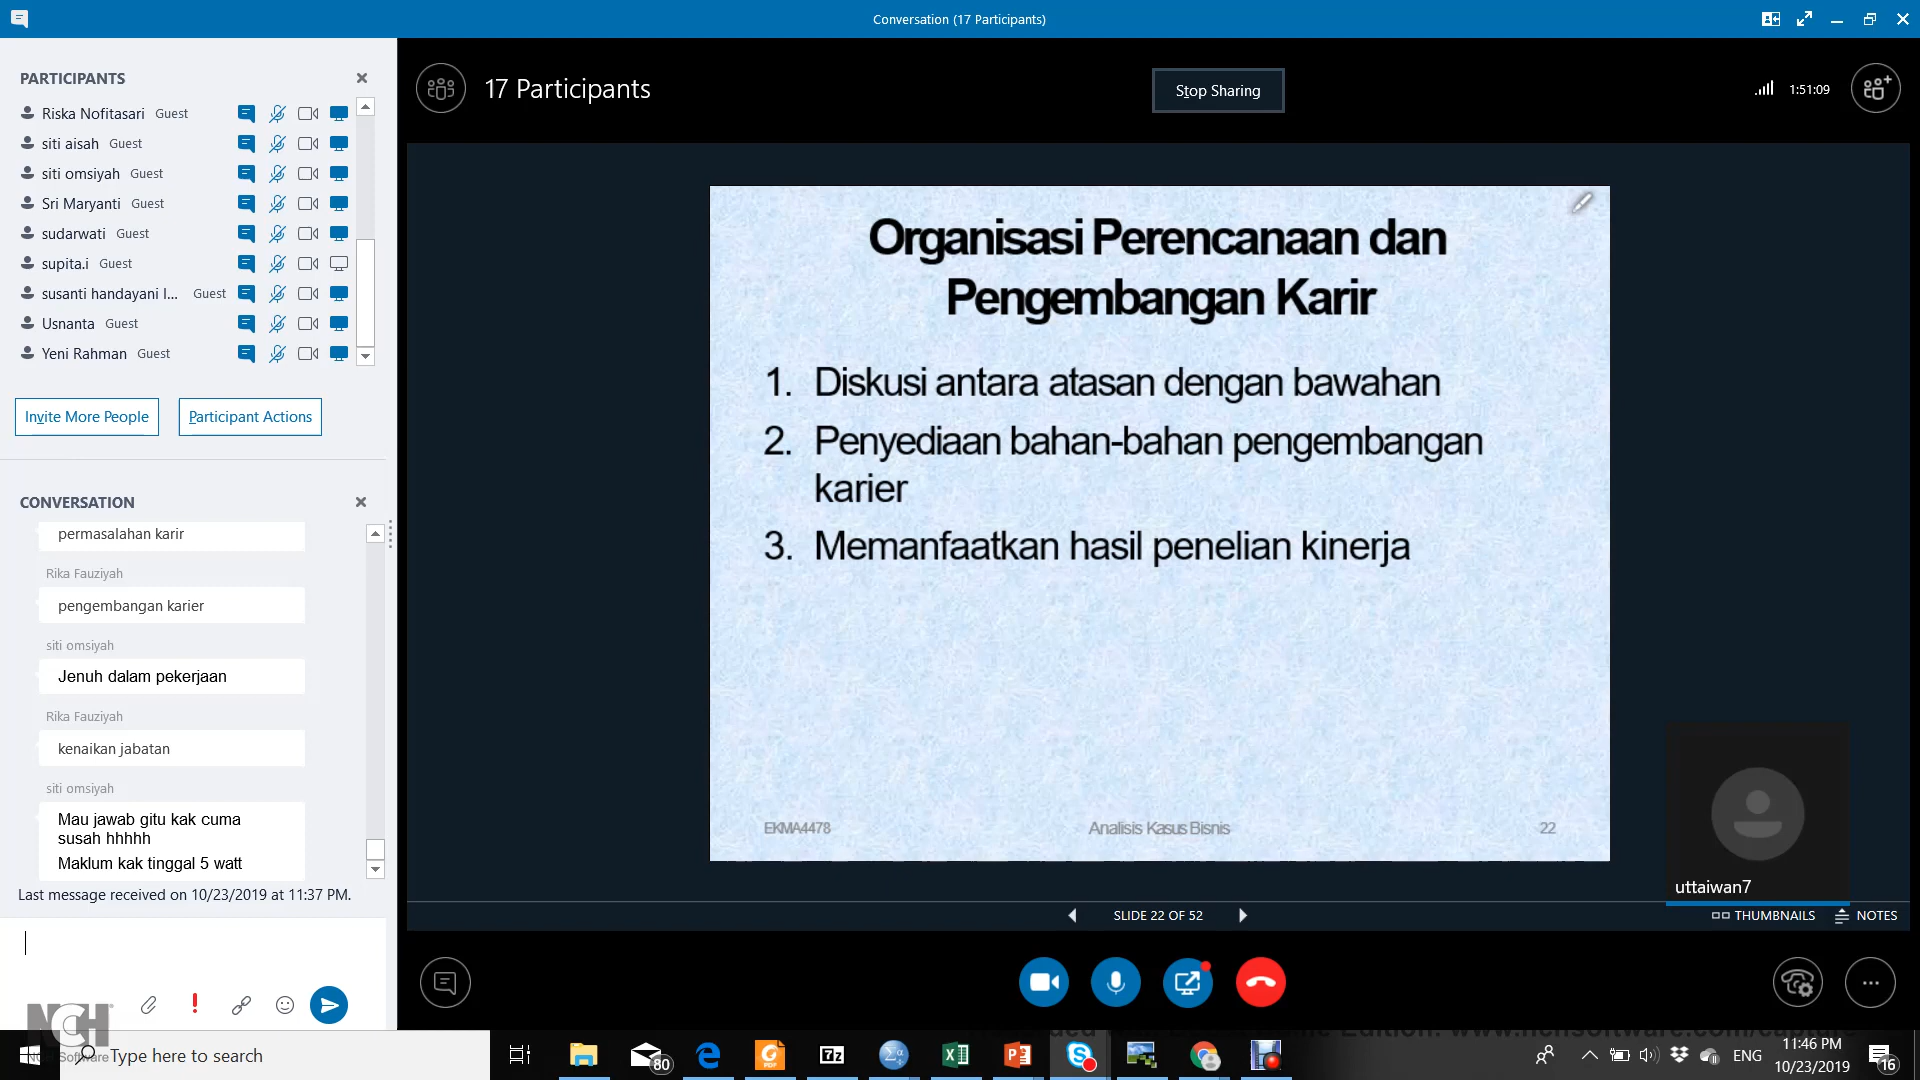 Conversation (17 Participants)
PARTICIPANTS
Riska Nofitasari Guest
siti aisah Guest
siti omsiyah Guest
Sri Maryanti Guest
sudarwati Guest
supita.i Guest
susanti handayani l... Guest
Usnanta Guest
Yeni Rahman Guest
Invite More People
Participant Actions
CONVERSATION
permasalahan karir
Rika Fauziyah
pengembangan karier
siti omsiyah
Jenuh dalam pekerjaan
Rika Fauziyah
kenaikan jabatan
siti omsiyah
Mau jawab gitu kak cuma
susah hhhhh
Maklum kak tinggal 5 watt
Last message received on 10/23/2019 at 11:37 PM.
17 Participants
Stop Sharing
1:51:09
Organisasi Perencanaan dan
Pengembangan Karir
1. Diskusi antara atasan dengan bawahan
2. Penyediaan bahan-bahan pengembangan
karier
3. Memanfaatkan hasil penelian kinerja
EKMA4478
Analisis Kasus Bisnis
22
uttaiwan7
SLIDE 22 OF 52
THUMBNAILS
NOTES
NCH
Software
Type here to search
80
ENG
11:46 PM
10/23/2019
16